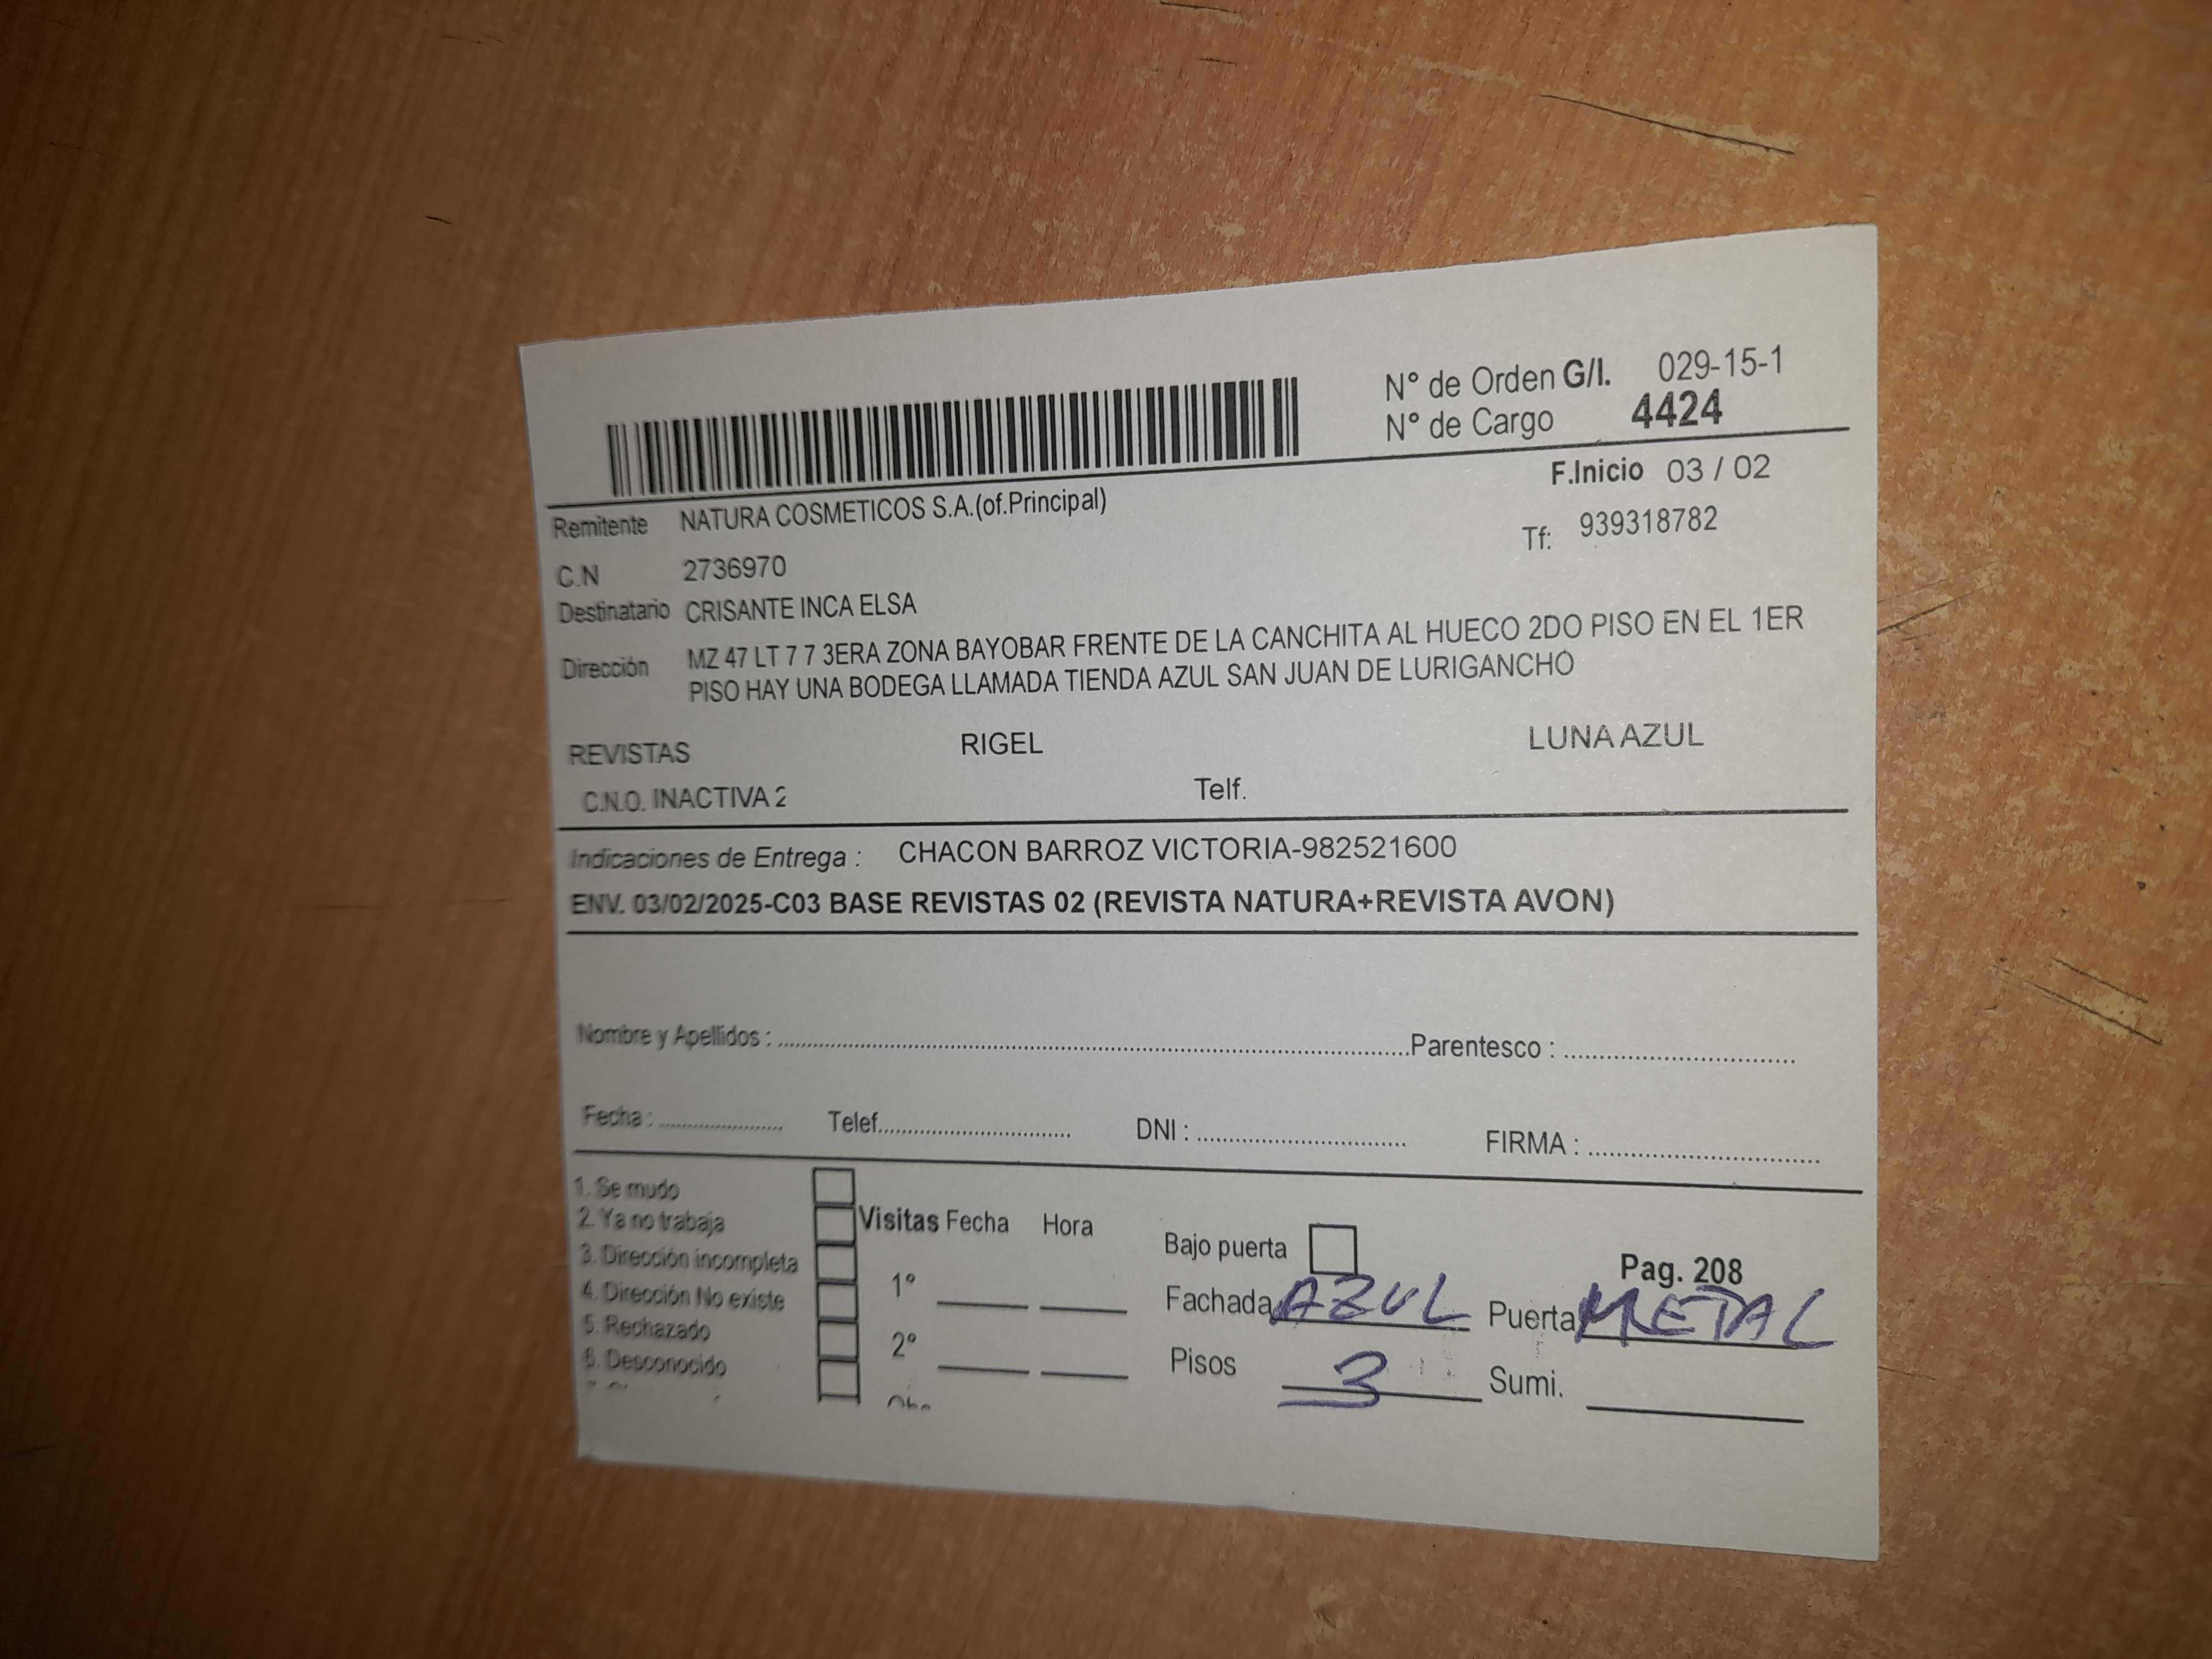 N° de Orden G/I. 029-15-1
N° de Cargo 4424
F.Inicio 03 / 02
Remitente NATURA COSMETICOS S.A.(of.Principal)
Tf: 939318782
C.N 2736970
Destinatario CRISANTE INCA ELSA
Dirección MZ 47 LT 7 7 3ERA ZONA BAYOBAR FRENTE DE LA CANCHITA AL HUECO 2DO PISO EN EL 1ER
PISO HAY UNA BODEGA LLAMADA TIENDA AZUL SAN JUAN DE LURIGANCHO
REVISTAS RIGEL LUNA AZUL
C.N.O. INACTIVA 2 Telf.
Indicaciones de Entrega : CHACON BARROZ VICTORIA-982521600
ENV. 03/02/2025-C03 BASE REVISTAS 02 (REVISTA NATURA+REVISTA AVON)
Nombre y Apellidos : Parentesco :
Fecha : Telef. DNI : FIRMA :
1. Se mudo
2. Ya no trabaja
3. Dirección incompleta
4. Dirección No existe
5. Rechazado
6. Desconocido
Visitas Fecha Hora
1°
2°
Bajo puerta
Pag. 208
Fachada AZUL Puerta METAL
Pisos 3 Sumi.